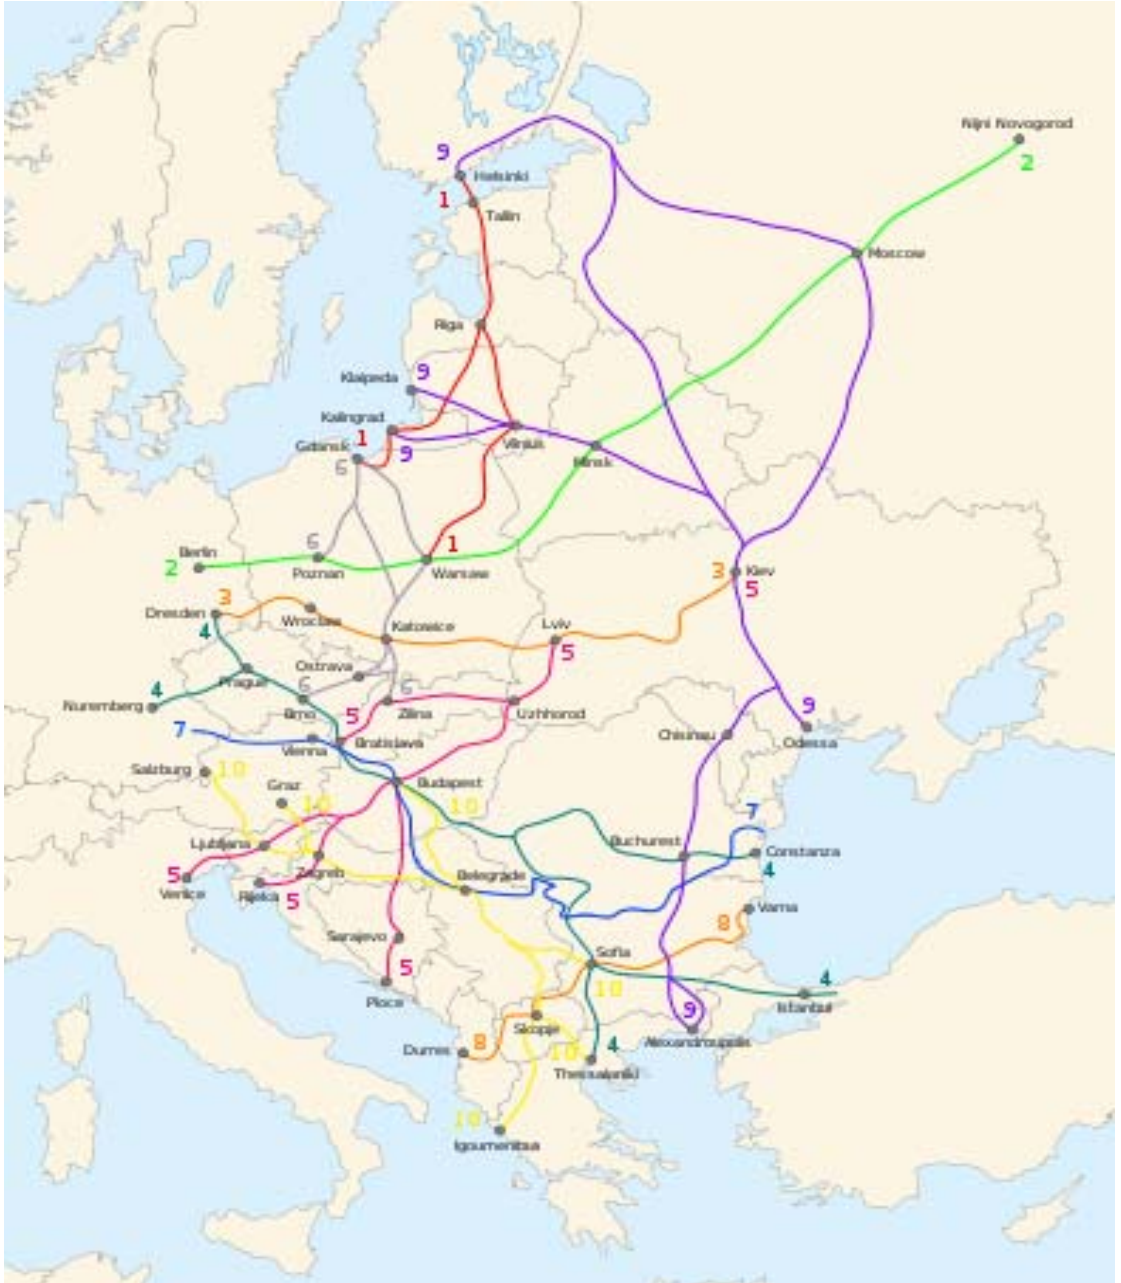 Nijni Novogorod
2
9
Helsinki
1
Tallin
Moscow
Riga
Klaipeda
9
Kalingrad
Gdansk
1
9
6
Vilnius
Minsk
6
1
Berlin
2
Poznan
Warsaw
3
Kiev
5
3
Dresden
4
Wroclaw
Katowice
Lviv
5
Ostrava
Prague
6
6
4
Nuremberg
Brno
5
Zilina
Uzhhorod
9
7
Vienna
Bratislava
Chisinau
Odessa
Salzburg
10
Graz
Budapest
10
10
7
Ljubljana
Buchurest
Constanza
4
5
Venice
Zagreb
Belegrade
Rijeka
5
8
Varna
Sarajevo
Sofia
5
Ploce
10
4
Istanbul
9
Skopje
Alexandroupolis
Durres
8
10
4
Thessalaniki
10
Igoumenitsa